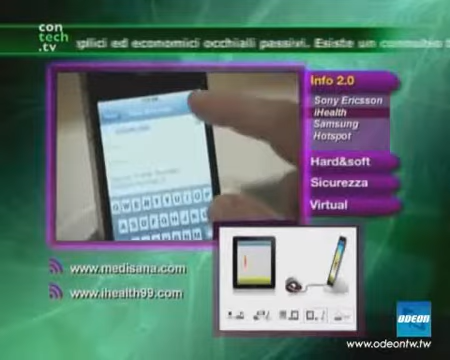 con
tech
.tv
plici ed economici occhiali passivi. Esiste un connubio
Info 2.0
Sony Ericsson
iHealth
Samsung
Hotspot
Hard&soft
Sicurezza
Virtual
www.medisana.com
www.ihealth99.com
ODEON
www.odeontv.tw